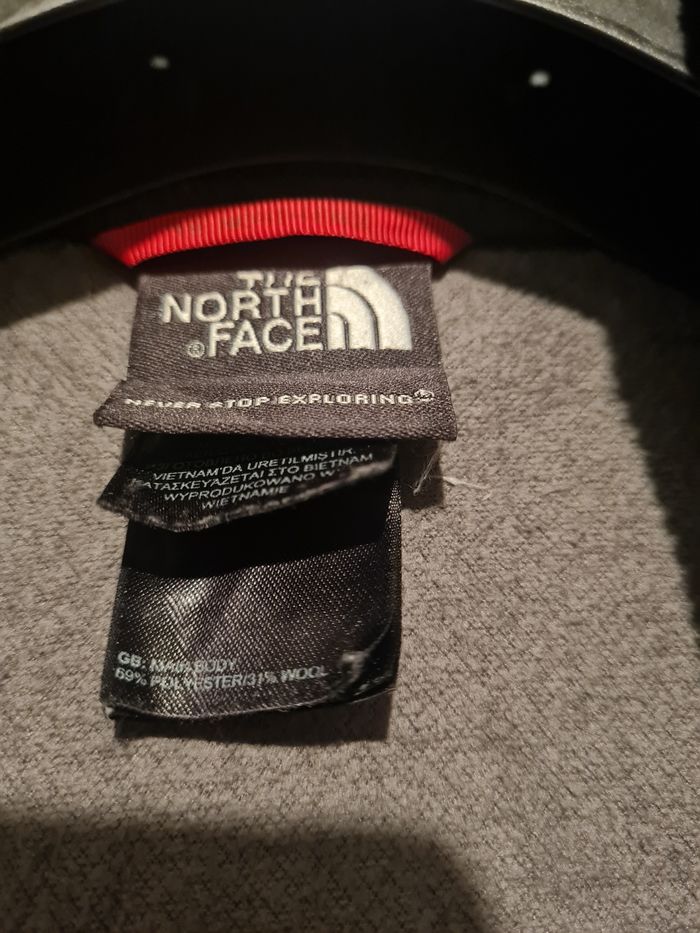 THE
NORTH
FACE
®
NEVER STOP EXPLORING®
VIETNAM'DA URETILMISTIR.
ΚΑΤΑΣΚΕΥΑΖΕΤΑΙ ΣΤΟ ΒΙΕΤΝΑΜ
WYPRODUKOWANO W
WIETNAMIE
GB: MAIN BODY
69% POLYESTER/31% WOOL